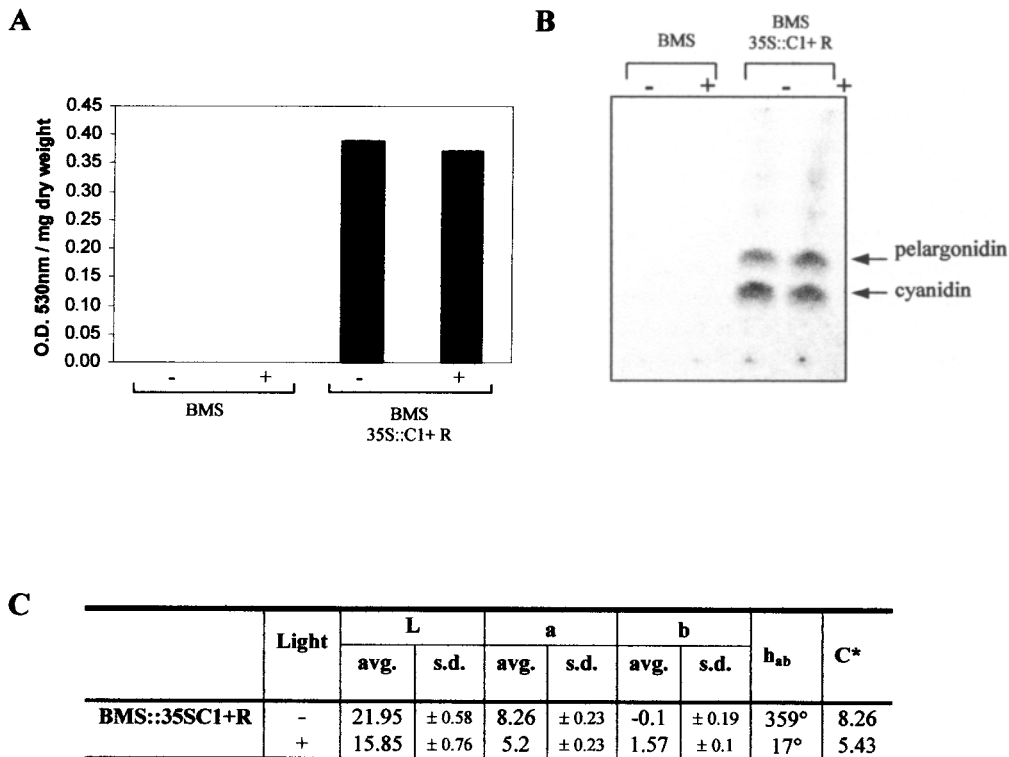 A
O.D. 530nm / mg dry weight
0.45
0.40
0.35
0.30
0.25
0.20
0.15
0.10
0.05
0.00
- + - +
BMS
BMS
35S::C1+ R
B
BMS
BMS
35S::C1+ R
- + - +
pelargonidin
cyanidin
C
Light L a b hab C*
avg. s.d. avg. s.d. avg. s.d.
BMS::35SC1+R - 21.95 ± 0.58 8.26 ± 0.23 -0.1 ± 0.19 359° 8.26
+ 15.85 ± 0.76 5.2 ± 0.23 1.57 ± 0.1 17° 5.43